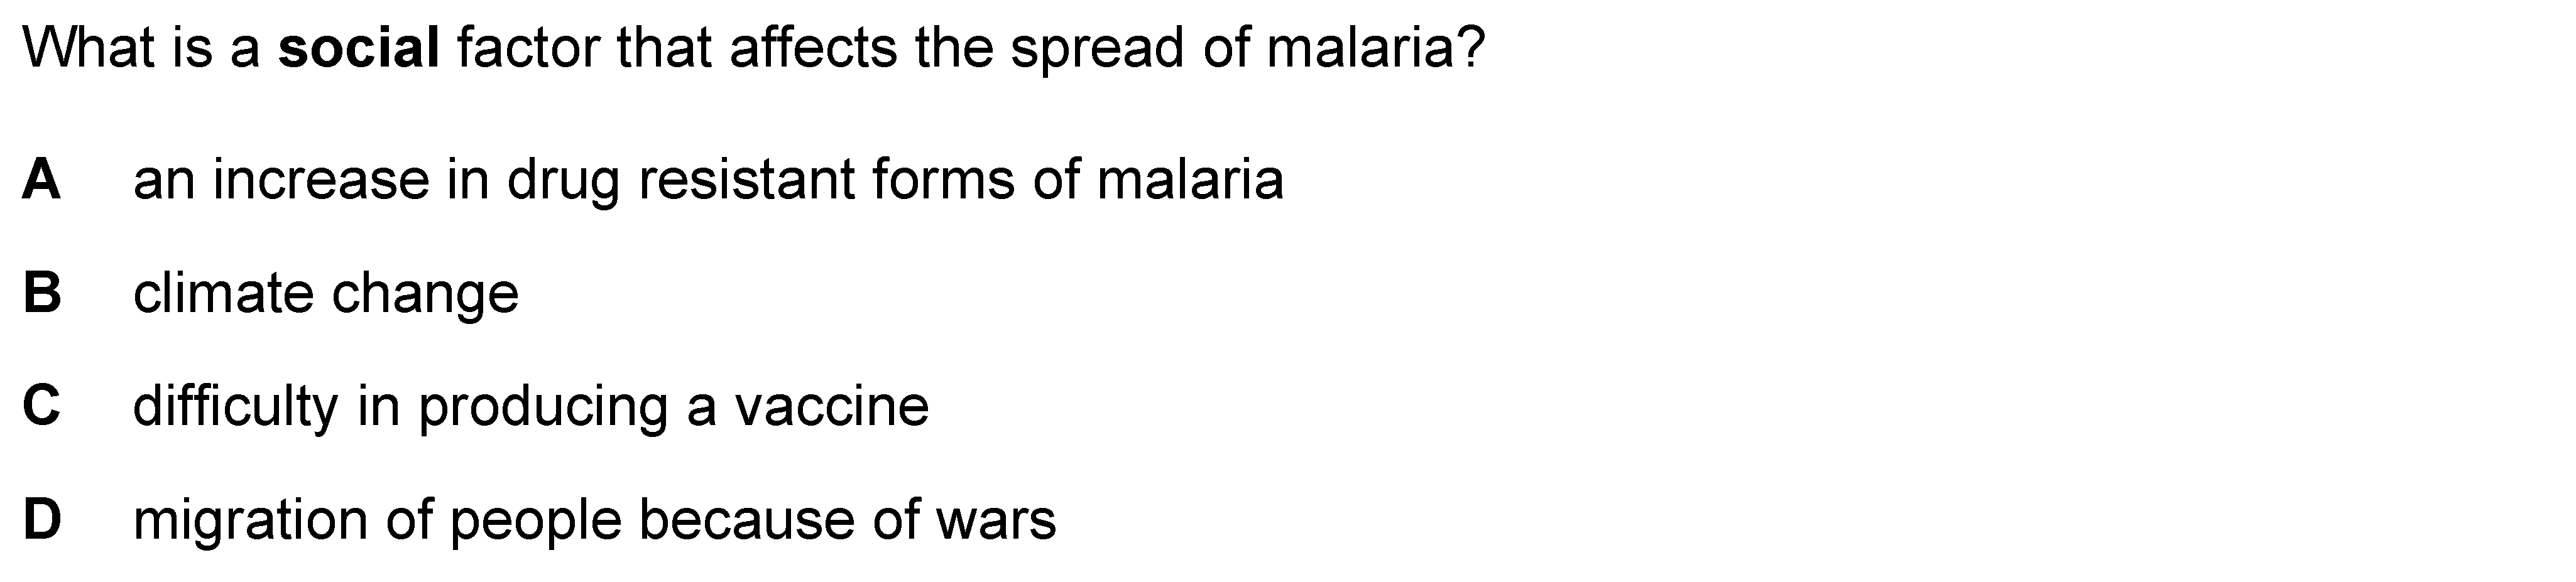 What is a social factor that affects the spread of malaria?
A an increase in drug resistant forms of malaria
B climate change
C difficulty in producing a vaccine
D migration of people because of wars